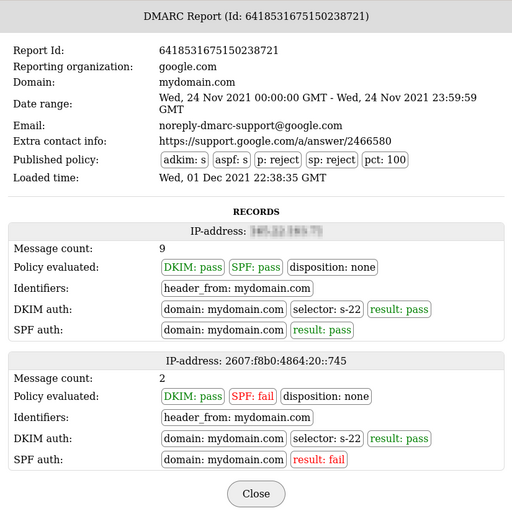 DMARC Report (Id: 6418531675150238721)
Report Id: 6418531675150238721
Reporting organization: google.com
Domain: mydomain.com
Date range: Wed, 24 Nov 2021 00:00:00 GMT - Wed, 24 Nov 2021 23:59:59
GMT
Email: noreply-dmarc-support@google.com
Extra contact info: https://support.google.com/a/answer/2466580
Published policy: adkim: s aspf: s p: reject sp: reject pct: 100
Loaded time: Wed, 01 Dec 2021 22:38:35 GMT
RECORDS
IP-address:
Message count: 9
Policy evaluated: DKIM: pass SPF: pass disposition: none
Identifiers: header_from: mydomain.com
DKIM auth: domain: mydomain.com selector: s-22 result: pass
SPF auth: domain: mydomain.com result: pass
IP-address: 2607:f8b0:4864:20::745
Message count: 2
Policy evaluated: DKIM: pass SPF: fail disposition: none
Identifiers: header_from: mydomain.com
DKIM auth: domain: mydomain.com selector: s-22 result: pass
SPF auth: domain: mydomain.com result: fail
Close